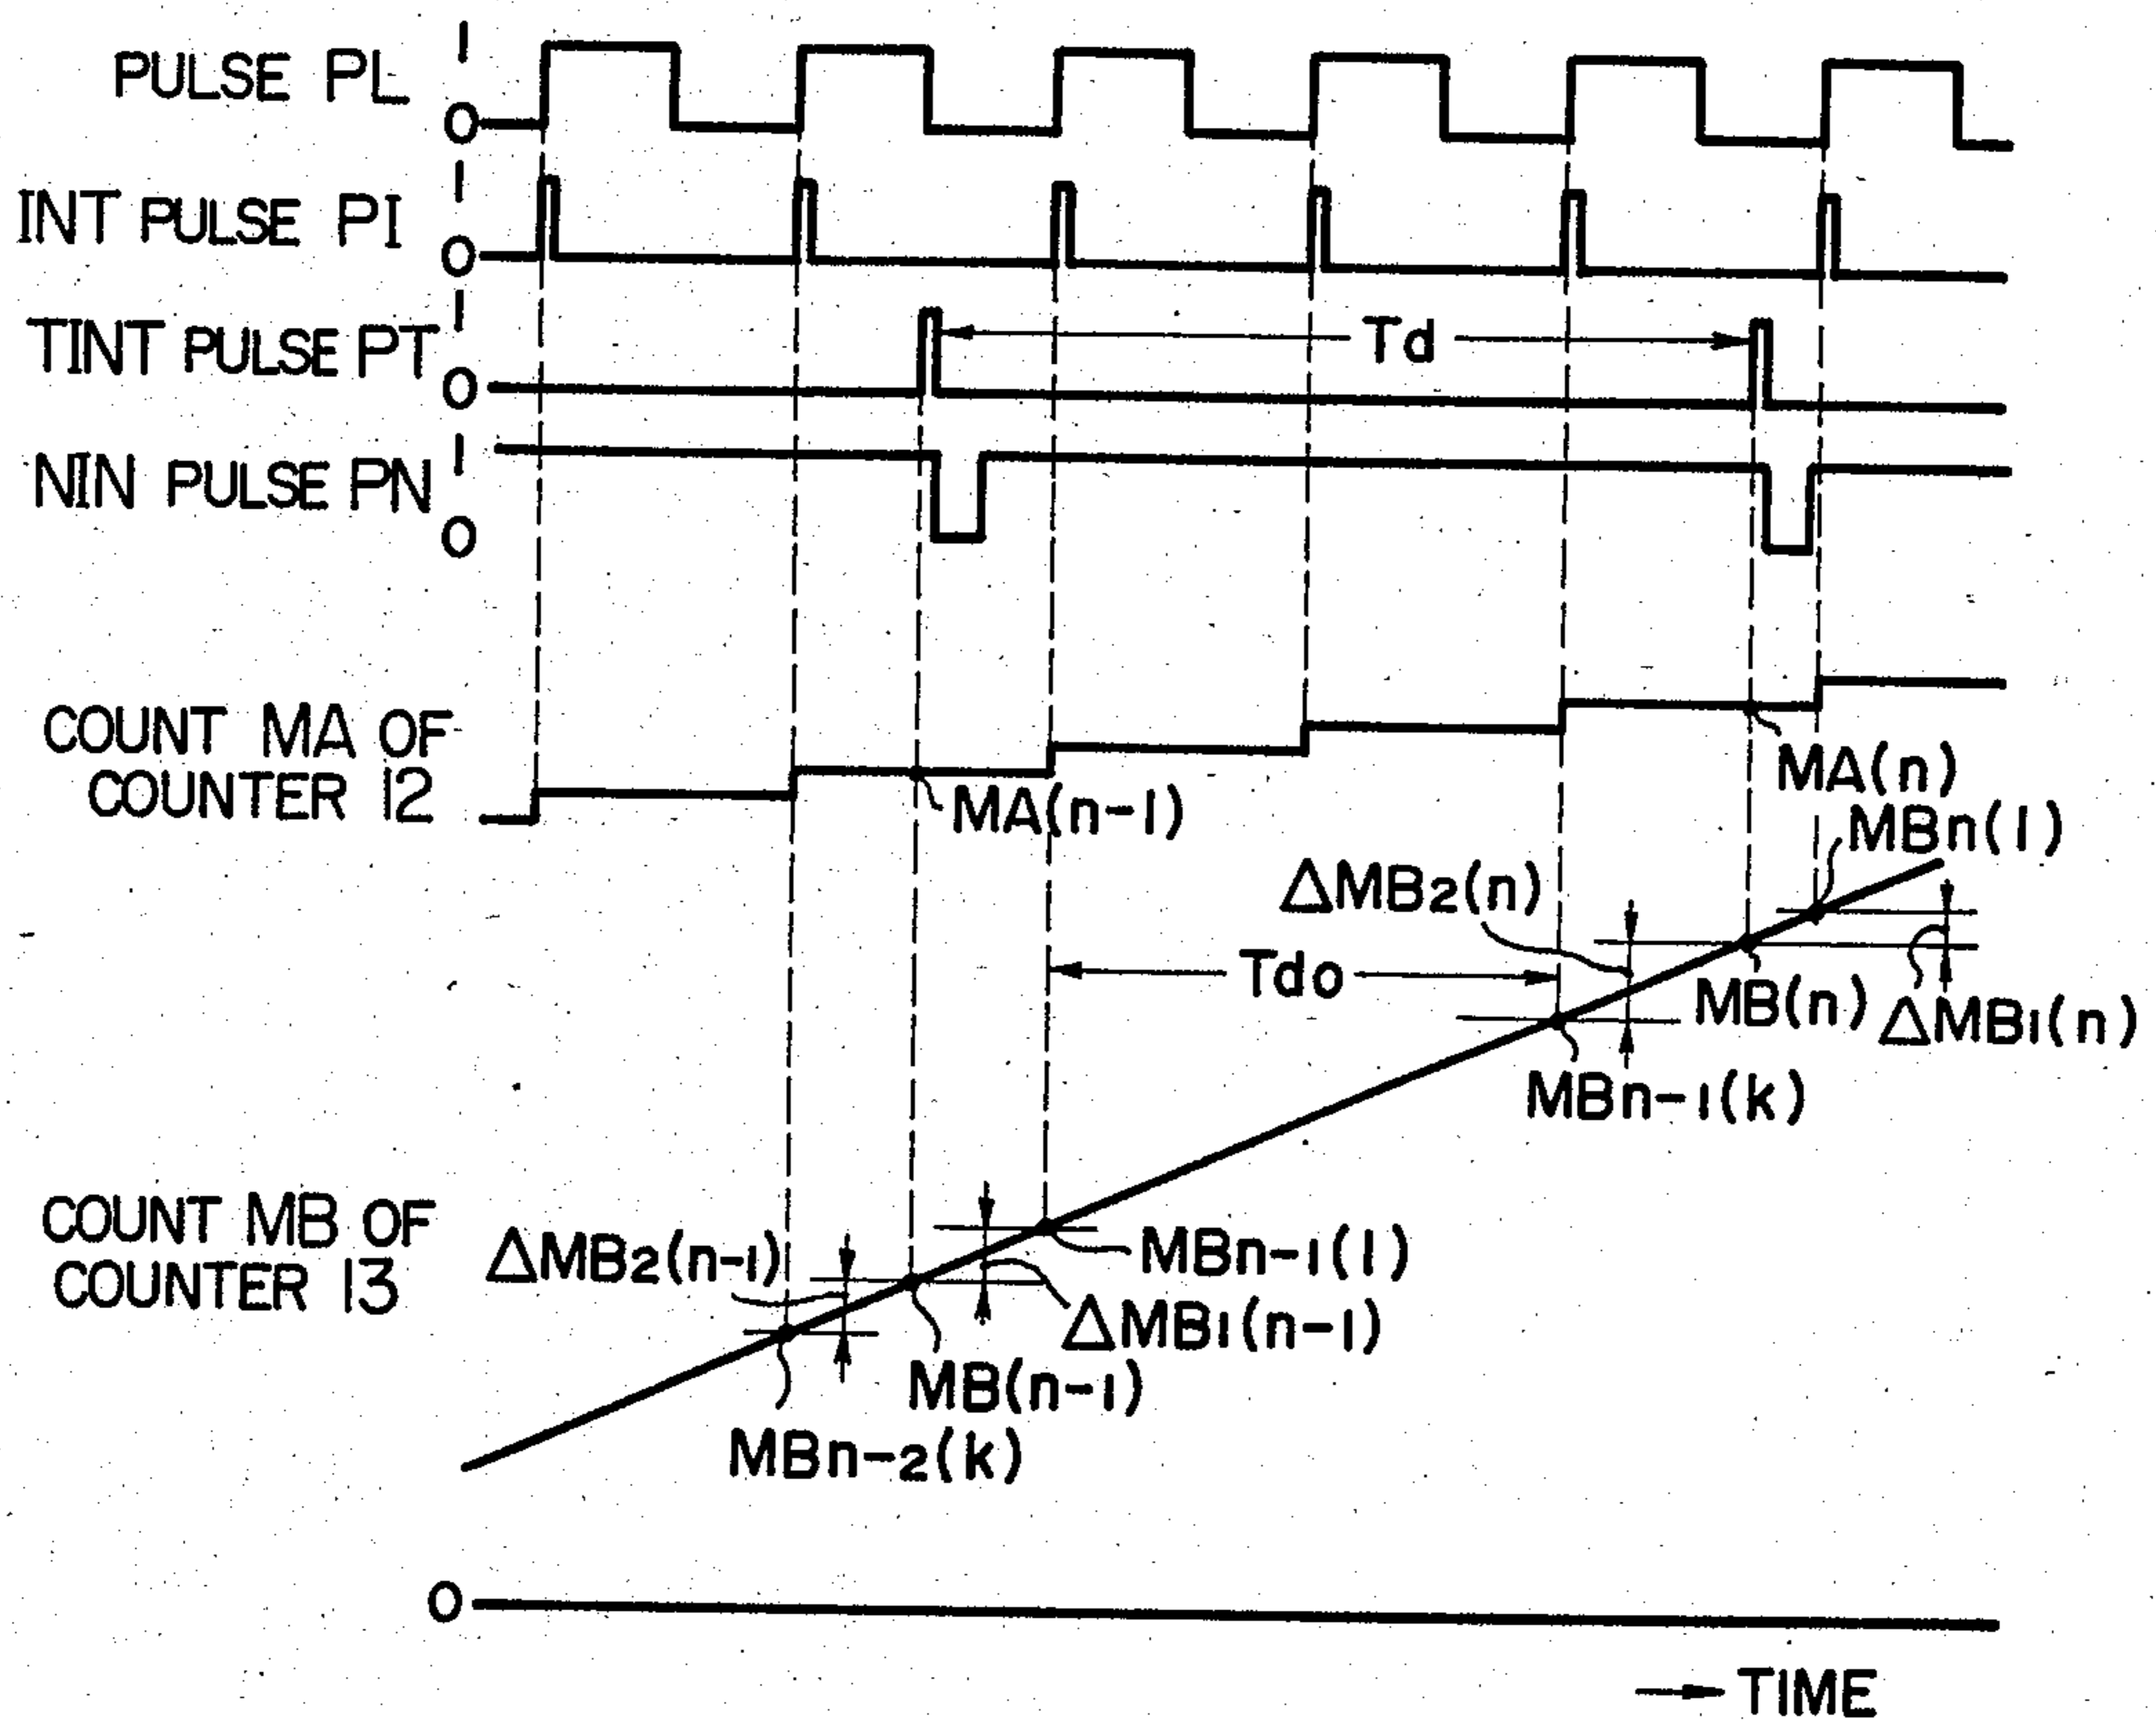 PULSE PL
1
0
INT PULSE PI
1
0
TINT PULSE PT
1
0
Td
NIN PULSE PN
1
0
COUNT MA OF
COUNTER 12
MA(n-1)
MA(n)
MBn(1)
ΔMB2(n)
Tdo
MB(n)
ΔMB1(n)
MBn-1(k)
COUNT MB OF
COUNTER 13
ΔMB2(n-1)
MBn-1(1)
ΔMB1(n-1)
MB(n-1)
MBn-2(k)
0
TIME